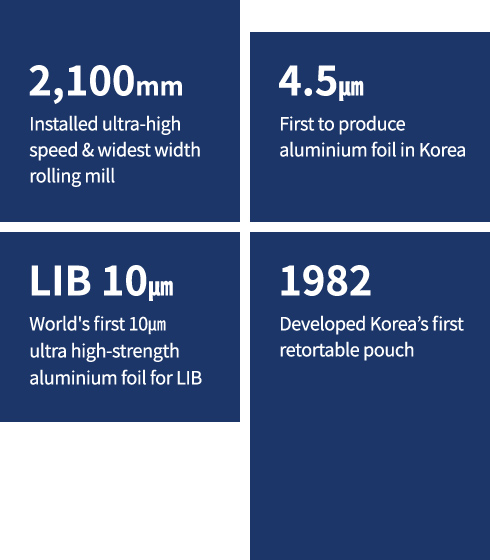 2,100mm
Installed ultra-high
speed & widest width
rolling mill
4.5㎛
First to produce
aluminium foil in Korea
LIB 10㎛
World's first 10㎛
ultra high-strength
aluminium foil for LIB
1982
Developed Korea’s first
retortable pouch